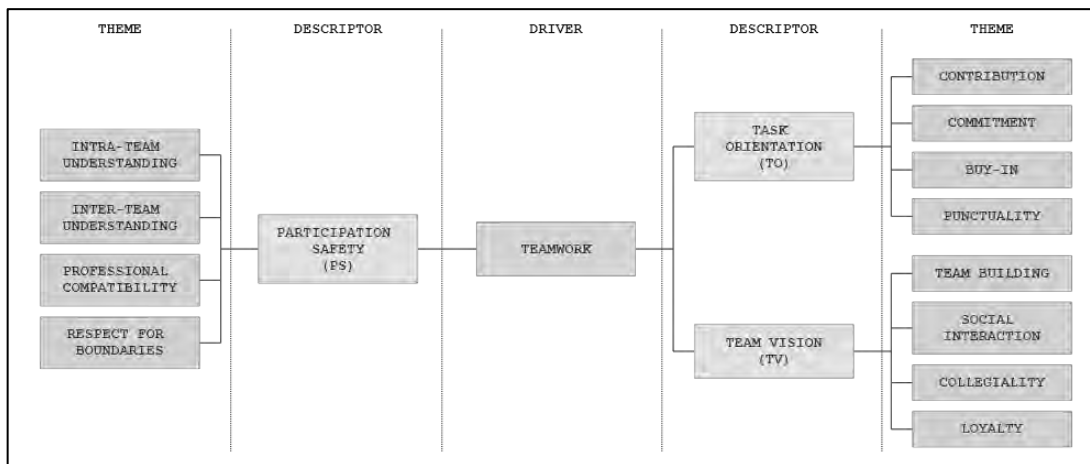 THEME
DESCRIPTOR
DRIVER
DESCRIPTOR
THEME
INTRA-TEAM
UNDERSTANDING
INTER-TEAM
UNDERSTANDING
PROFESSIONAL
COMPATIBILITY
RESPECT FOR
BOUNDARIES
PARTICIPATION
SAFETY
(PS)
TEAMWORK
TASK
ORIENTATION
(TO)
TEAM VISION
(TV)
CONTRIBUTION
COMMITMENT
BUY-IN
PUNCTUALITY
TEAM BUILDING
SOCIAL
INTERACTION
COLLEGIALITY
LOYALTY